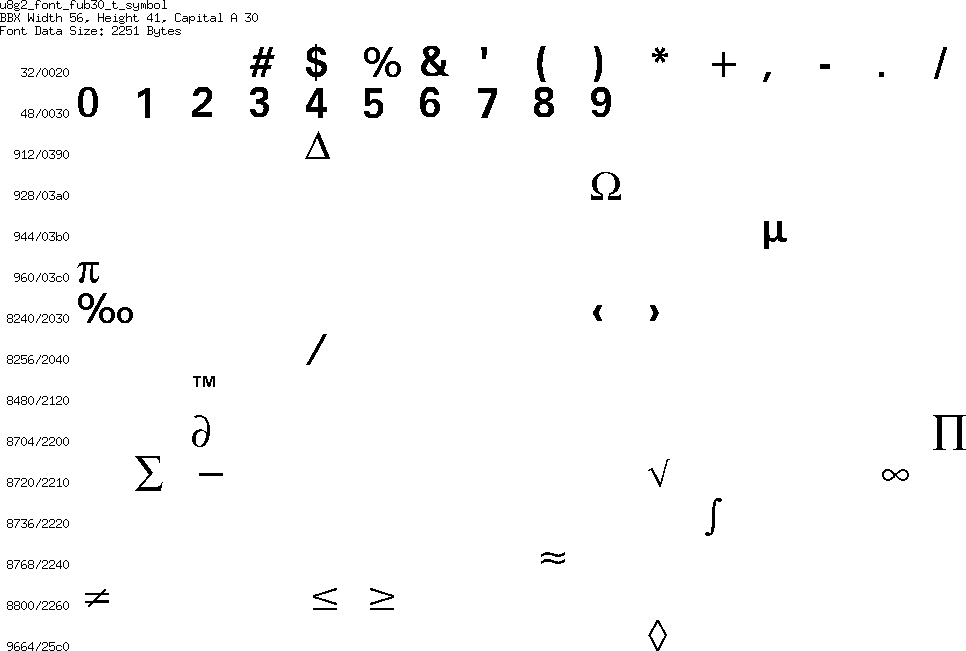 u8g2_font_fub30_t_symbol
BBX Width 56, Height 41, Capital A 30
Font Data Size: 2251 Bytes
32/0020 # $ % & ' ( ) * + , - . /
48/0030 0 1 2 3 4 5 6 7 8 9
912/0390 Δ
928/03a0 Ω
944/03b0 μ
960/03c0 π
8240/2030 ‰ ‹ ›
8256/2040 ⁄
8480/2120 ™
8704/2200 ∂ ∏
8720/2210 ∑ − √ ∞
8736/2220 ∫
8768/2240 ≈
8800/2260 ≠ ≤ ≥
9664/25c0 ◊